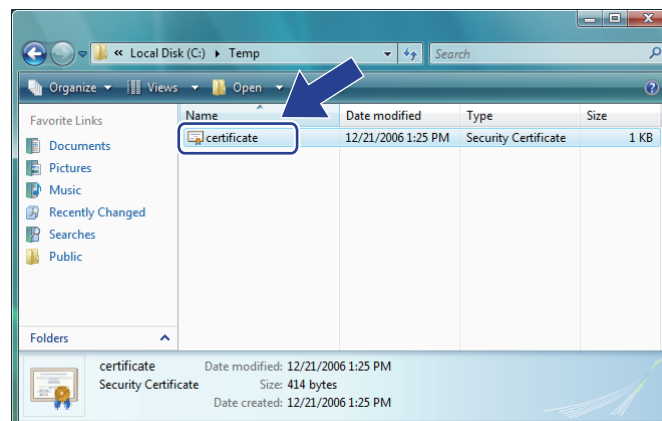 « Local Disk (C:) ▸ Temp
Search
Organize Views Open
Favorite Links
Documents
Pictures
Music
Recently Changed
Searches
Public
Folders
Name Date modified Type Size
certificate 12/21/2006 1:25 PM Security Certificate 1 KB
certificate Date modified: 12/21/2006 1:25 PM
Security Certificate Size: 414 bytes
Date created: 12/21/2006 1:25 PM